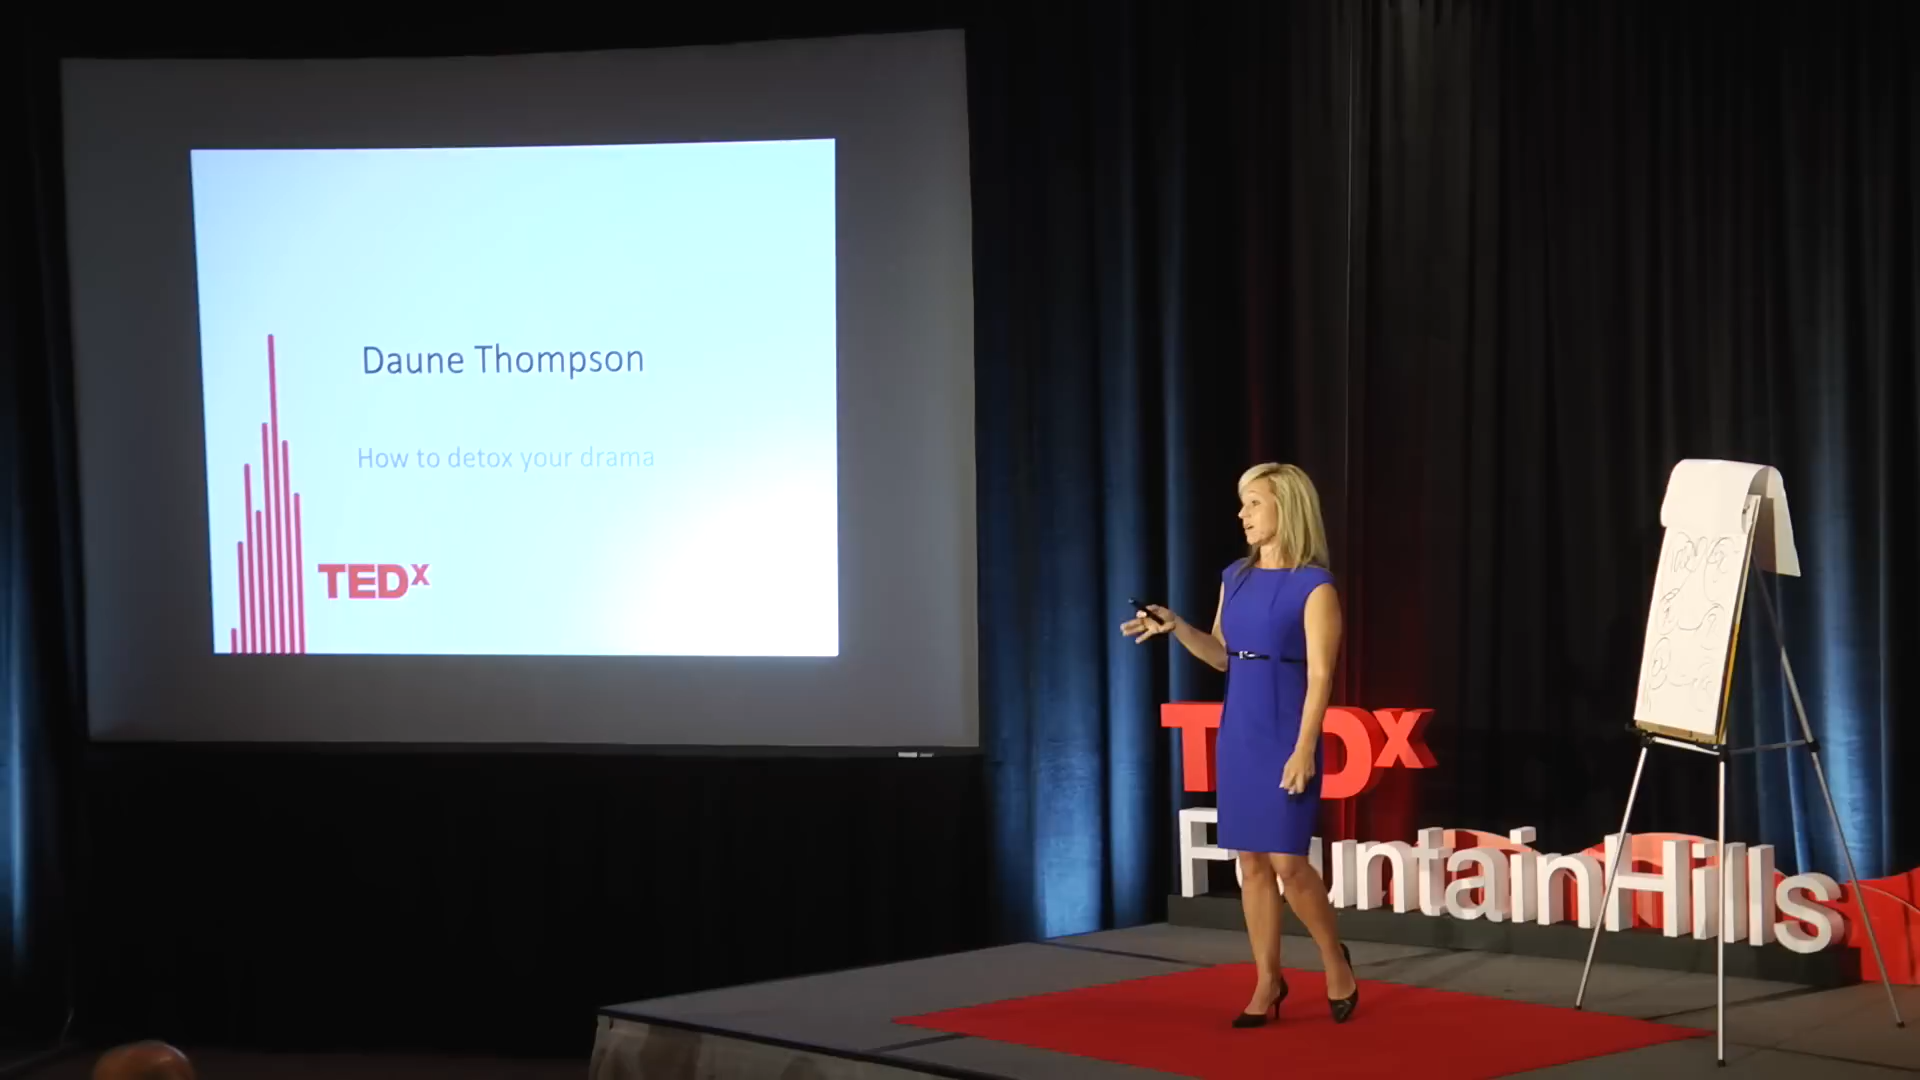 Daune Thompson
How to detox your drama
TEDx
TEDx
FountainHills